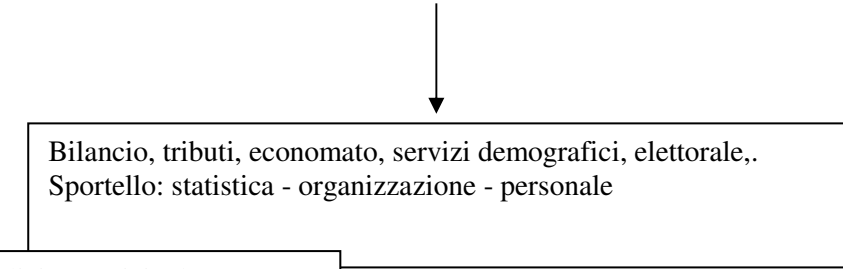 Bilancio, tributi, economato, servizi demografici, elettorale,.
Sportello: statistica - organizzazione - personale